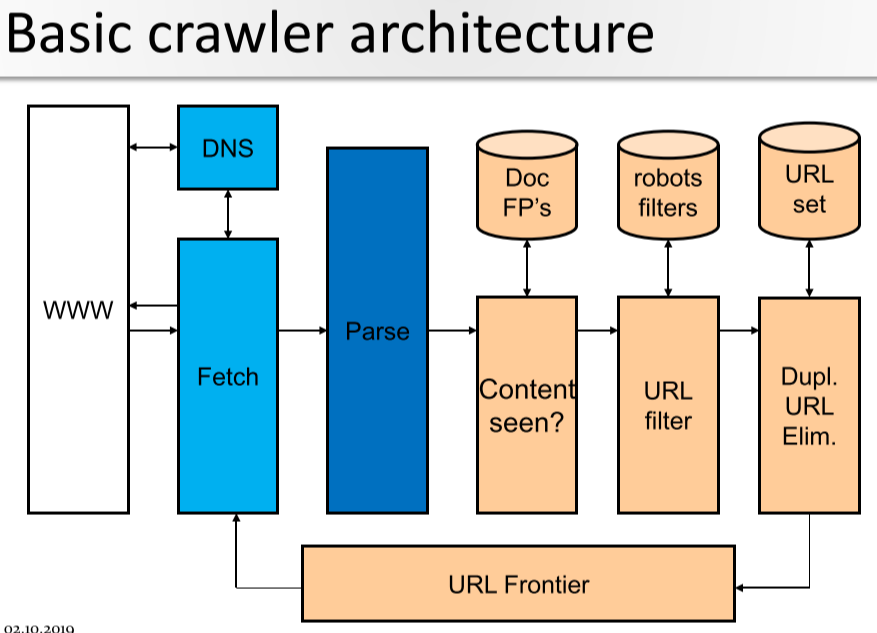 Basic crawler architecture
DNS
Doc
FP's
robots
filters
URL
set
WWW
Fetch
Parse
Content
seen?
URL
filter
Dupl.
URL
Elim.
URL Frontier
02.10.2019